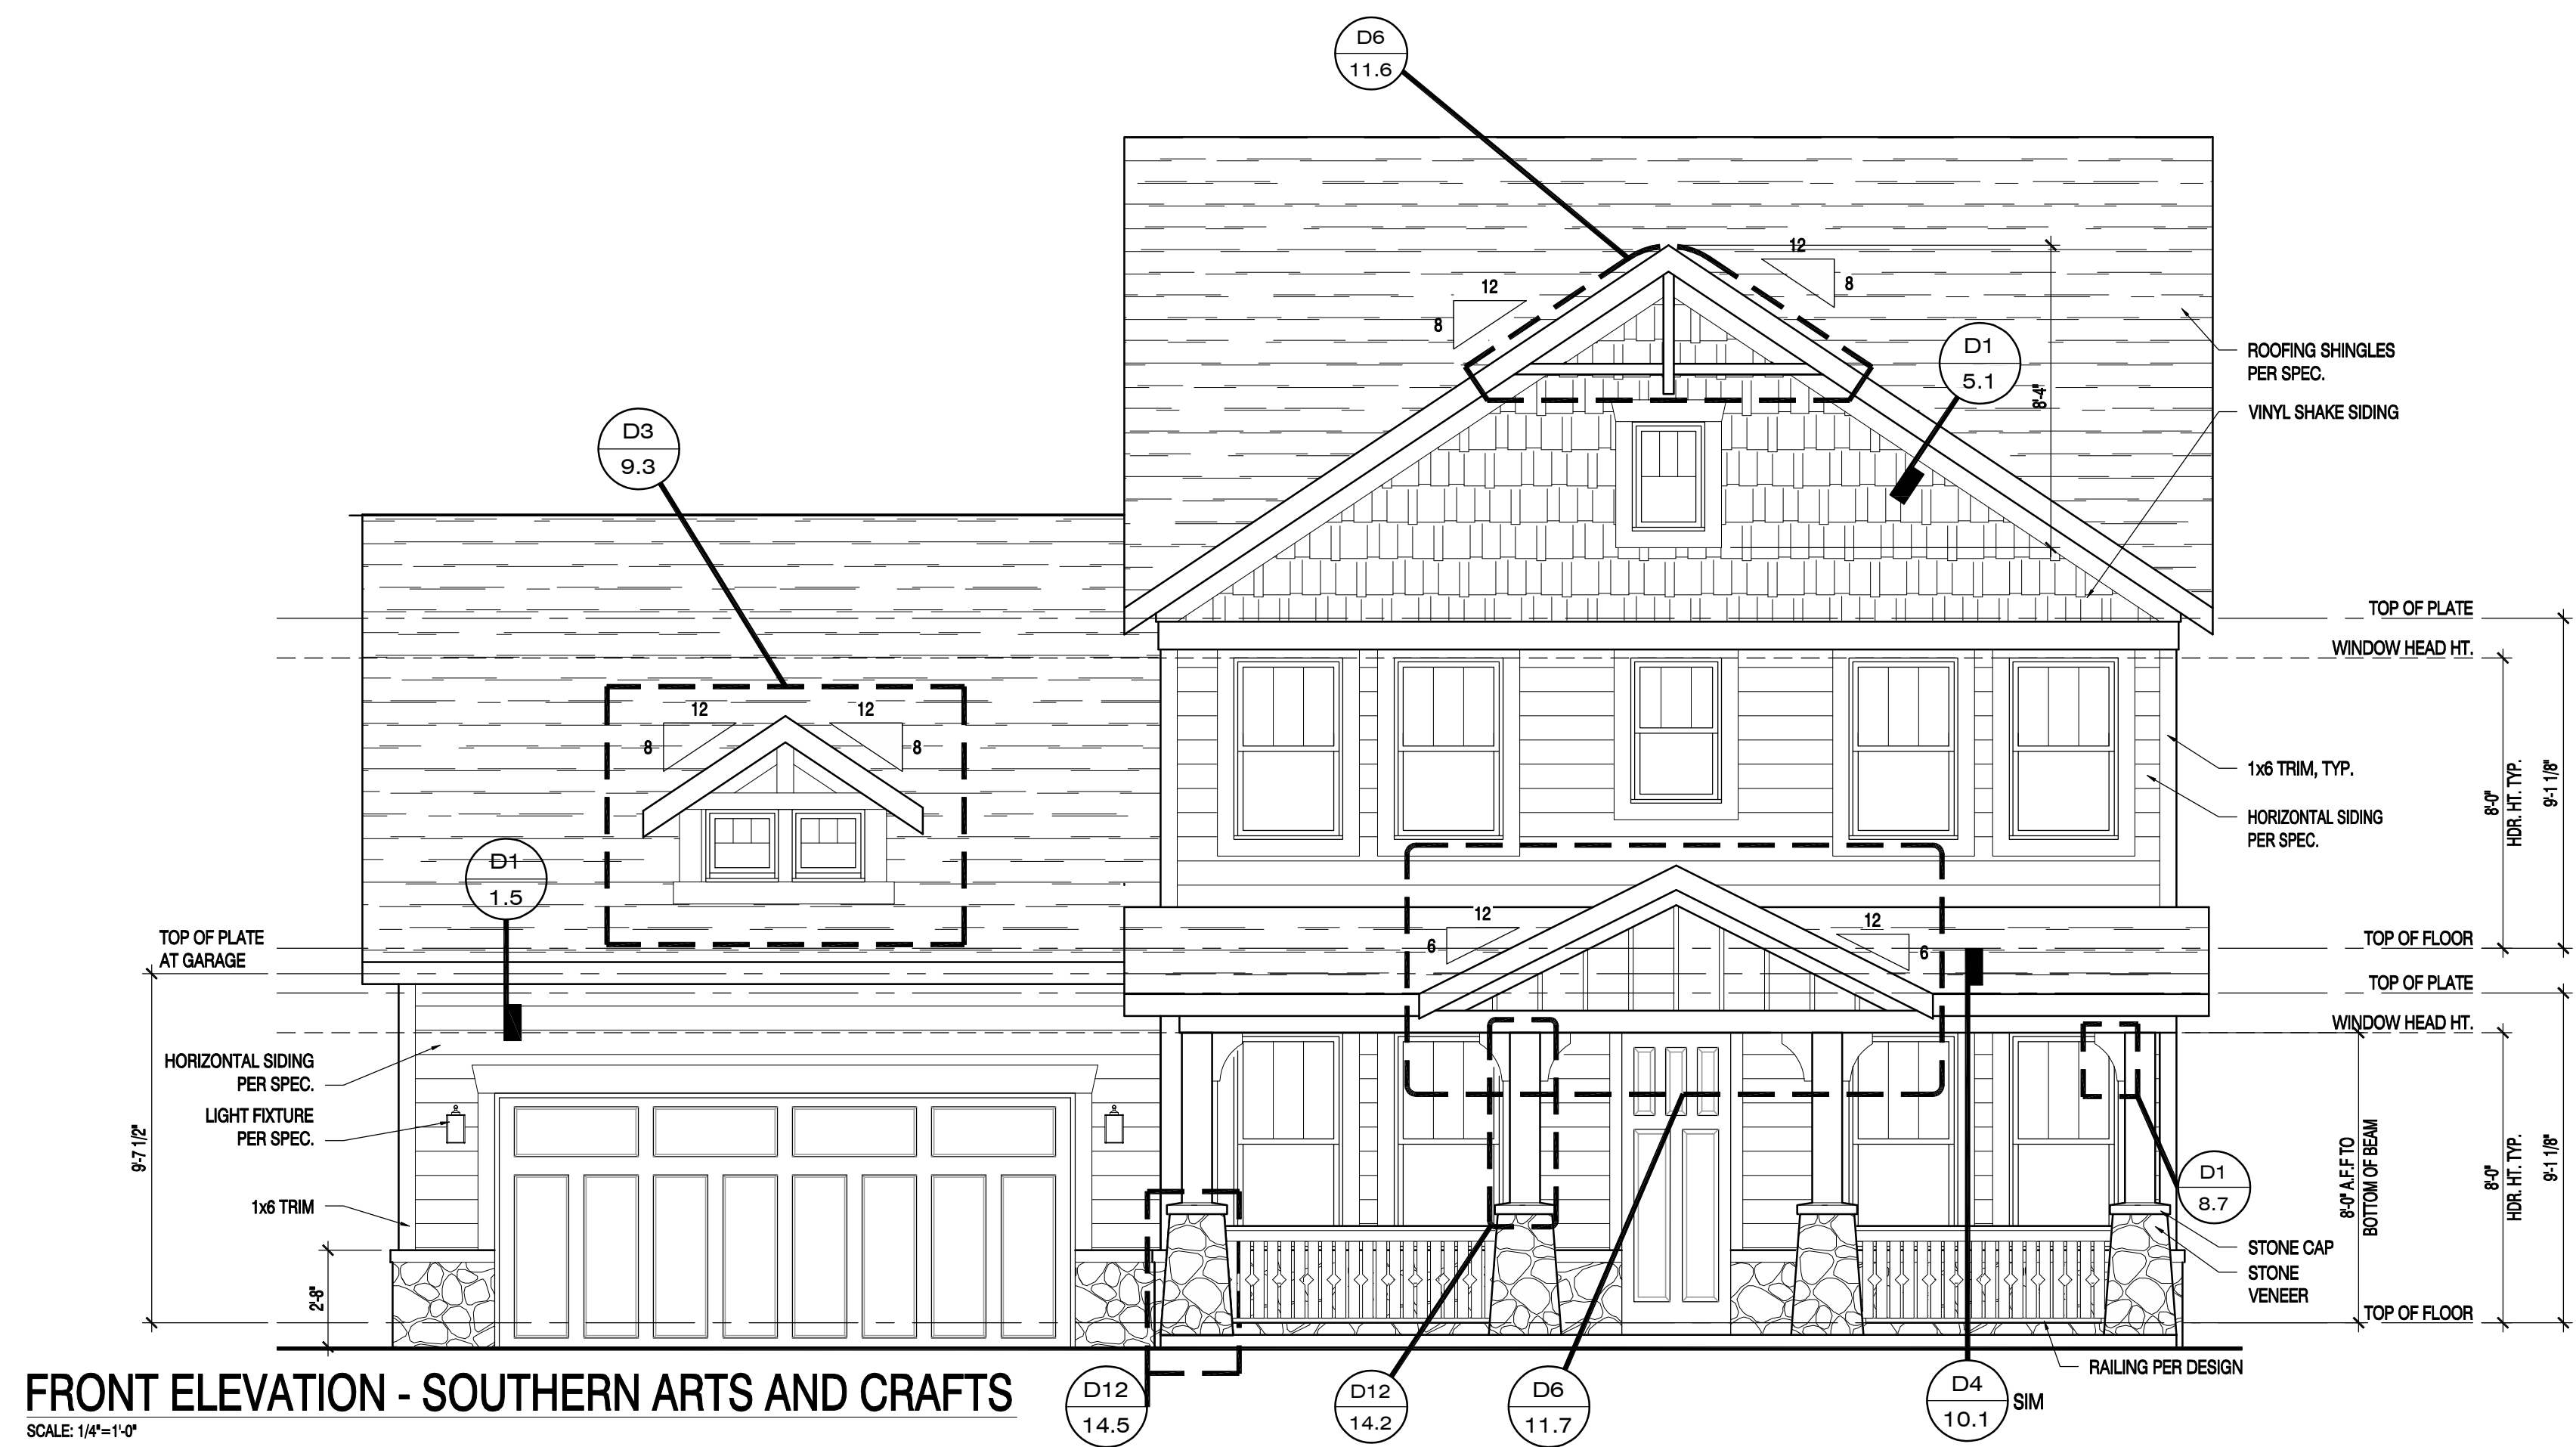 D6
11.6
12
8
12
8
8'-4"
D1
5.1
ROOFING SHINGLES
PER SPEC.
VINYL SHAKE SIDING
D3
9.3
TOP OF PLATE
WINDOW HEAD HT.
12
8
12
8
1x6 TRIM, TYP.
HORIZONTAL SIDING
PER SPEC.
8'-0"
HDR. HT. TYP.
9'-1 1/8"
D1
1.5
TOP OF PLATE
AT GARAGE
12
6
12
6
TOP OF FLOOR
TOP OF PLATE
WINDOW HEAD HT.
HORIZONTAL SIDING
PER SPEC.
LIGHT FIXTURE
PER SPEC.
9'-7 1/2"
1x6 TRIM
2'-8"
8'-0" A.F.F TO
BOTTOM OF BEAM
8'-0"
HDR. HT. TYP.
9'-1 1/8"
D1
8.7
STONE CAP
STONE
VENEER
TOP OF FLOOR
RAILING PER DESIGN
FRONT ELEVATION - SOUTHERN ARTS AND CRAFTS
SCALE: 1/4"=1'-0"
D12
14.5
D12
14.2
D6
11.7
D4
10.1
SIM